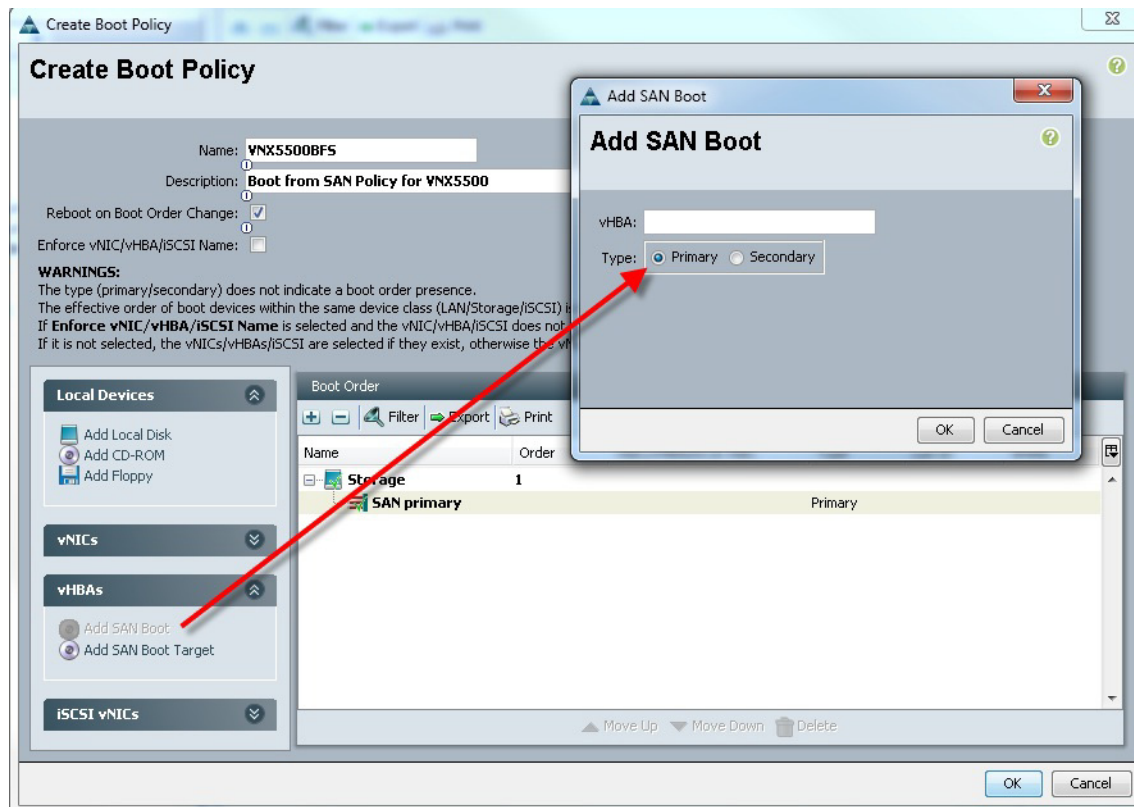 Create Boot Policy
Create Boot Policy
Name: VNX5500BFS
Description: Boot from SAN Policy for VNX5500
Reboot on Boot Order Change:
Enforce vNIC/vHBA/iSCSI Name:
WARNINGS:
The type (primary/secondary) does not indicate a boot order presence.
The effective order of boot devices within the same device class (LAN/Storage/iSCSI)
If Enforce vNIC/vHBA/iSCSI Name is selected and the vNIC/vHBA/iSCSI does not
If it is not selected, the vNICs/vHBAs/iSCSI are selected if they exist, otherwise the
Add SAN Boot
Add SAN Boot
vHBA:
Type: Primary Secondary
OK Cancel
Local Devices
Add Local Disk
Add CD-ROM
Add Floppy
vNICs
vHBAs
Add SAN Boot
Add SAN Boot Target
iSCSI vNICs
Boot Order
Filter Export Print
Name Order
Storage 1
SAN primary Primary
Move Up Move Down Delete
OK Cancel